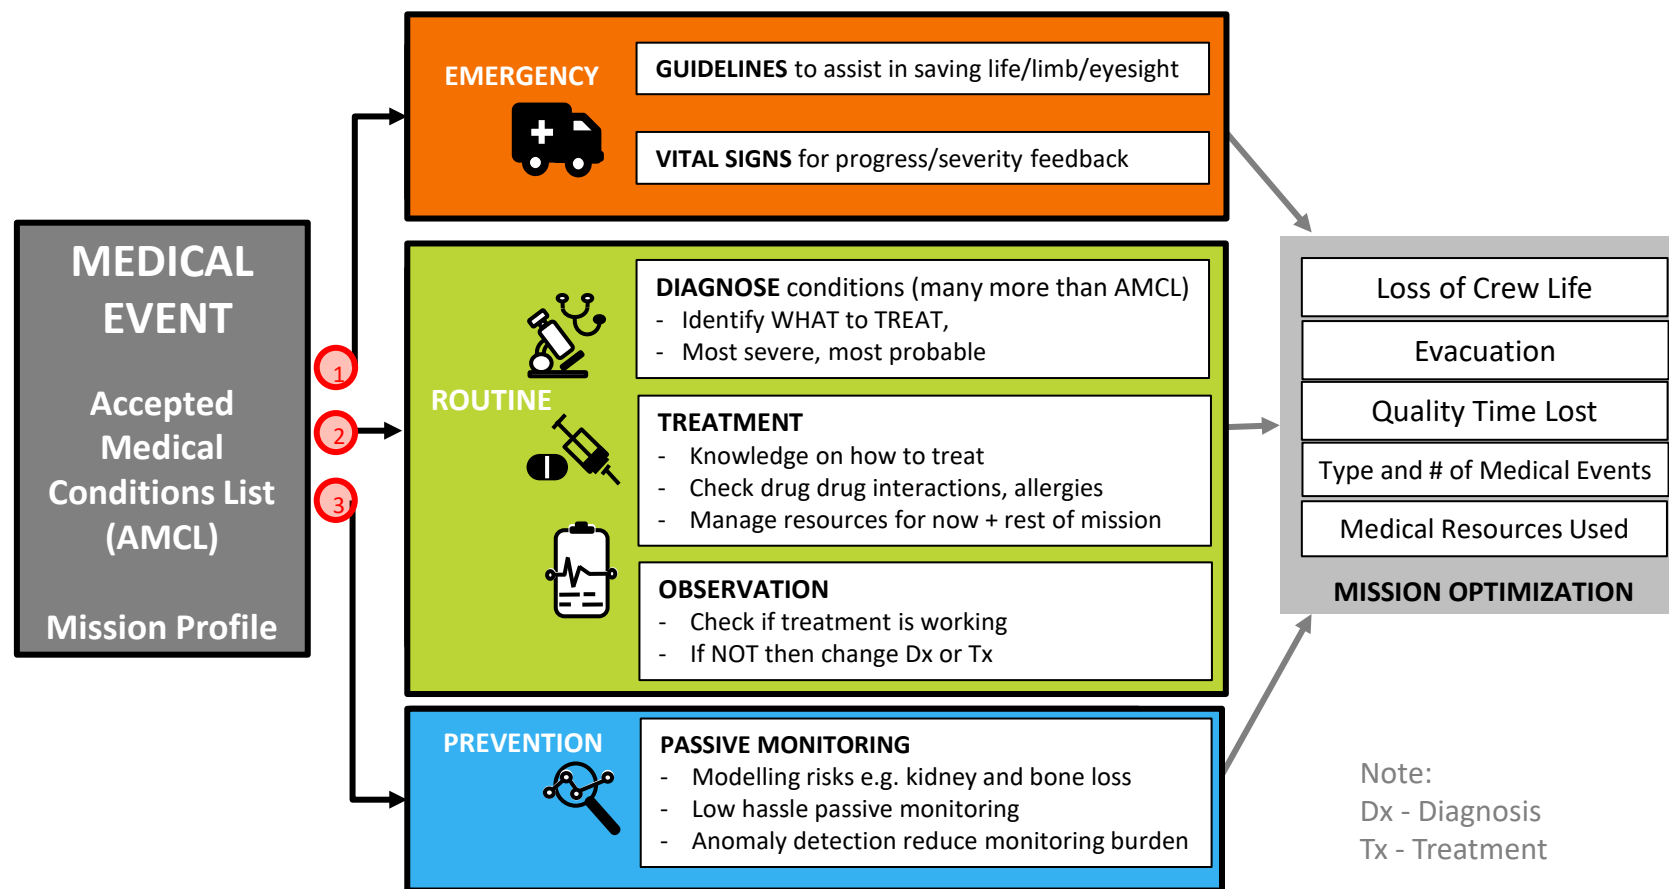 MEDICAL
EVENT
Accepted
Medical
Conditions List
(AMCL)
Mission Profile
1
2
3
EMERGENCY
GUIDELINES to assist in saving life/limb/eyesight
VITAL SIGNS for progress/severity feedback
ROUTINE
DIAGNOSE conditions (many more than AMCL)
- Identify WHAT to TREAT,
- Most severe, most probable
TREATMENT
- Knowledge on how to treat
- Check drug drug interactions, allergies
- Manage resources for now + rest of mission
OBSERVATION
- Check if treatment is working
- If NOT then change Dx or Tx
PREVENTION
PASSIVE MONITORING
- Modelling risks e.g. kidney and bone loss
- Low hassle passive monitoring
- Anomaly detection reduce monitoring burden
Loss of Crew Life
Evacuation
Quality Time Lost
Type and # of Medical Events
Medical Resources Used
MISSION OPTIMIZATION
Note:
Dx - Diagnosis
Tx - Treatment